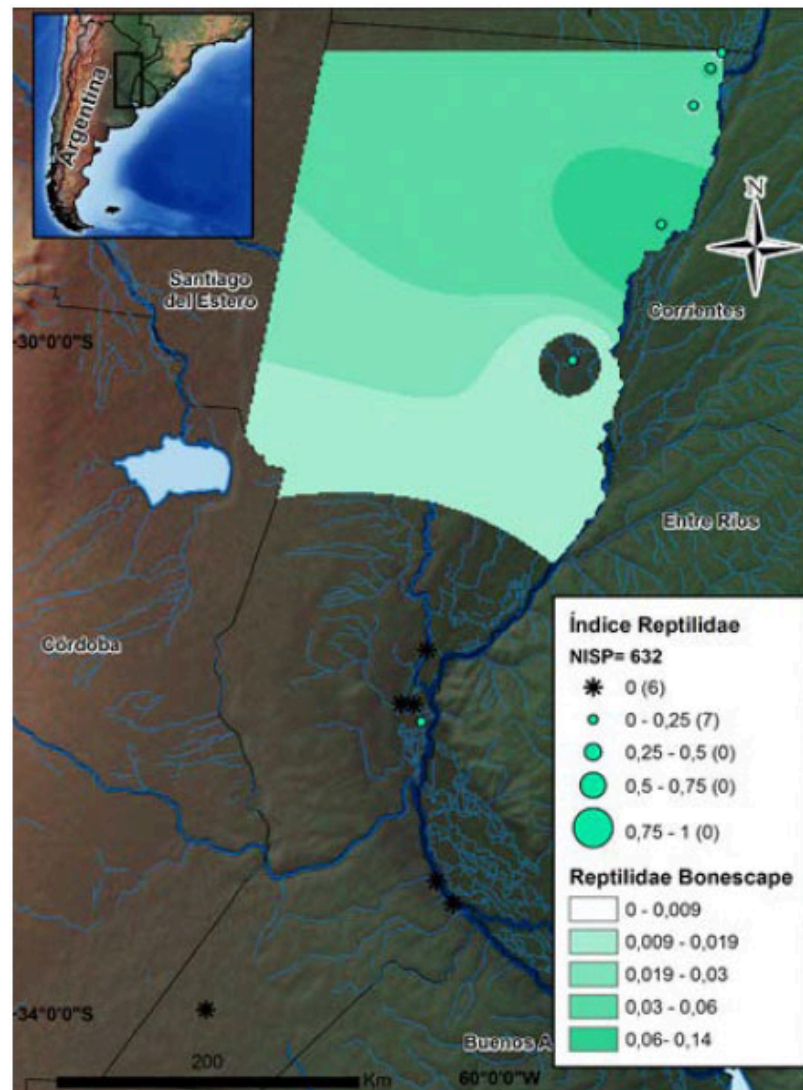 Argentina
N
Santiago
del Estero
Corrientes
30°0'0"S
Entre Ríos
Córdoba
Índice Reptilidae
NISP= 632
0 (6)
0 - 0,25 (7)
0,25 - 0,5 (0)
0,5 - 0,75 (0)
0,75 - 1 (0)
Reptilidae Bonescape
0 - 0,009
0,009 - 0,019
0,019 - 0,03
0,03 - 0,06
0,06- 0,14
34°0'0"S
Buenos A
200
Km
60°0'0"W